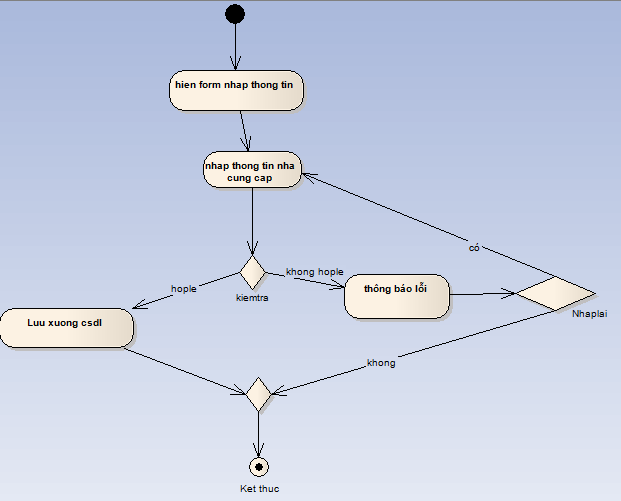 hien form nhap thong tin
nhap thong tin nha
cung cap
có
khong hople
hople
kiemtra
thông báo lỗi
Nhaplai
Luu xuong csdl
khong
Ket thuc